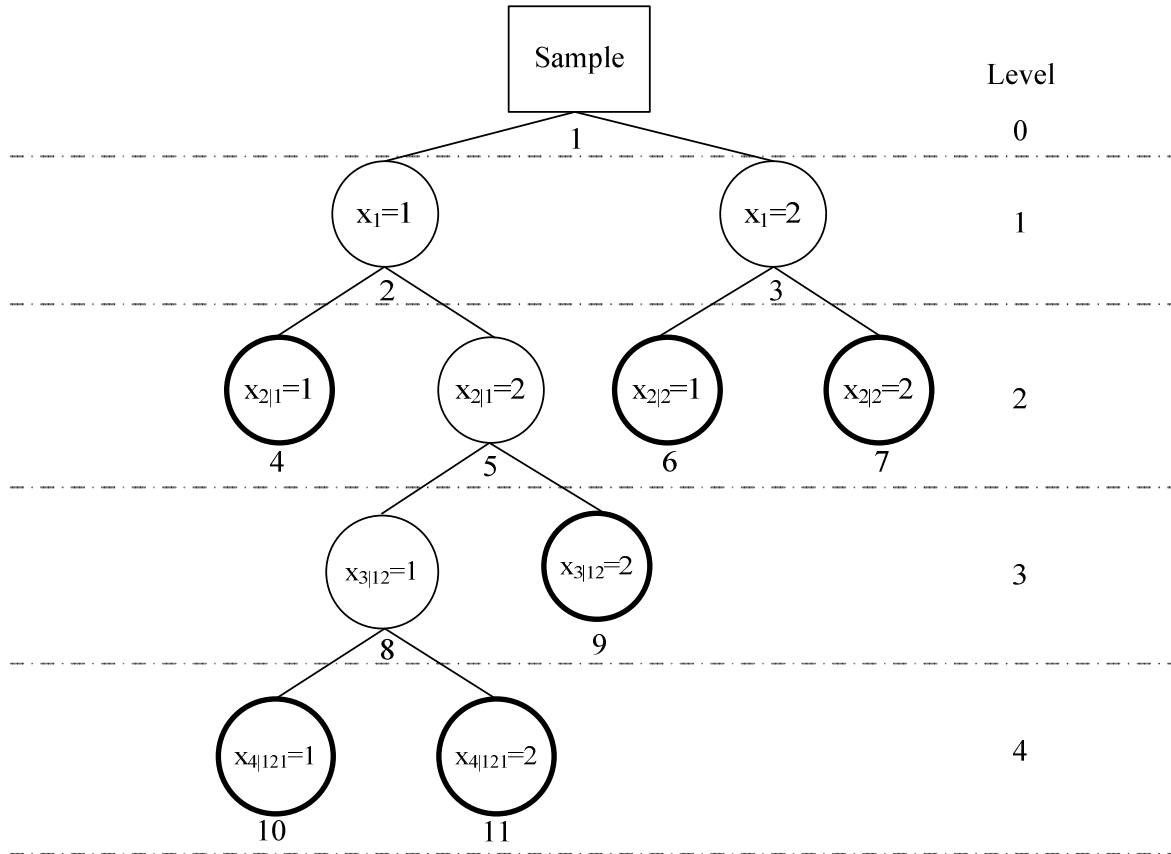 Sample
Level
1
0
x₁=1
x₁=2
1
2
3
x₂|₁=1
x₂|₁=2
x₂|₂=1
x₂|₂=2
2
4
5
6
7
x₃|₁₂=1
x₃|₁₂=2
3
8
9
x₄|₁₂₁=1
x₄|₁₂₁=2
4
10
11